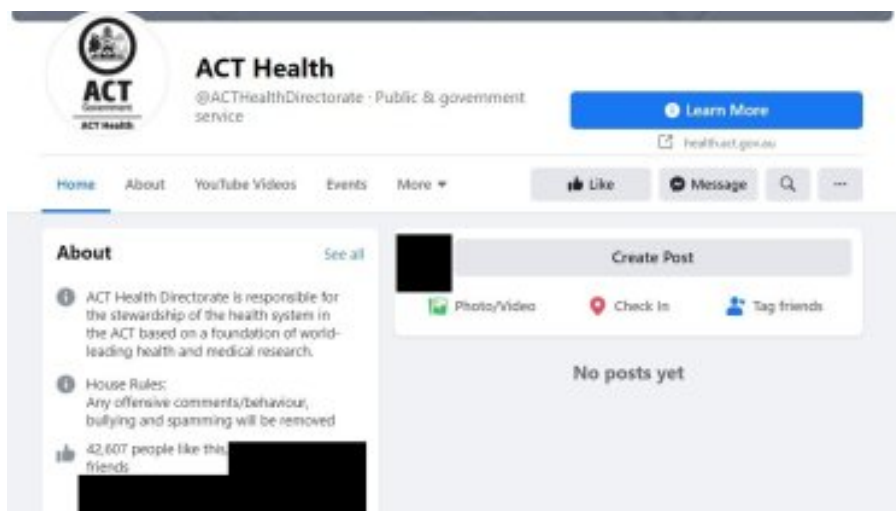 ACT
Government
ACT Health
ACT Health
@ACTHealthDirectorate · Public & government
service
Learn More
health.act.gov.au
Home
About
YouTube Videos
Events
More
Like
Message
...
About
See all
ACT Health Directorate is responsible for
the stewardship of the health system in
the ACT based on a foundation of world-
leading health and medical research.
House Rules:
Any offensive comments/behaviour,
bullying and spamming will be removed
42,607 people like this,
friends
Create Post
Photo/Video
Check In
Tag friends
No posts yet